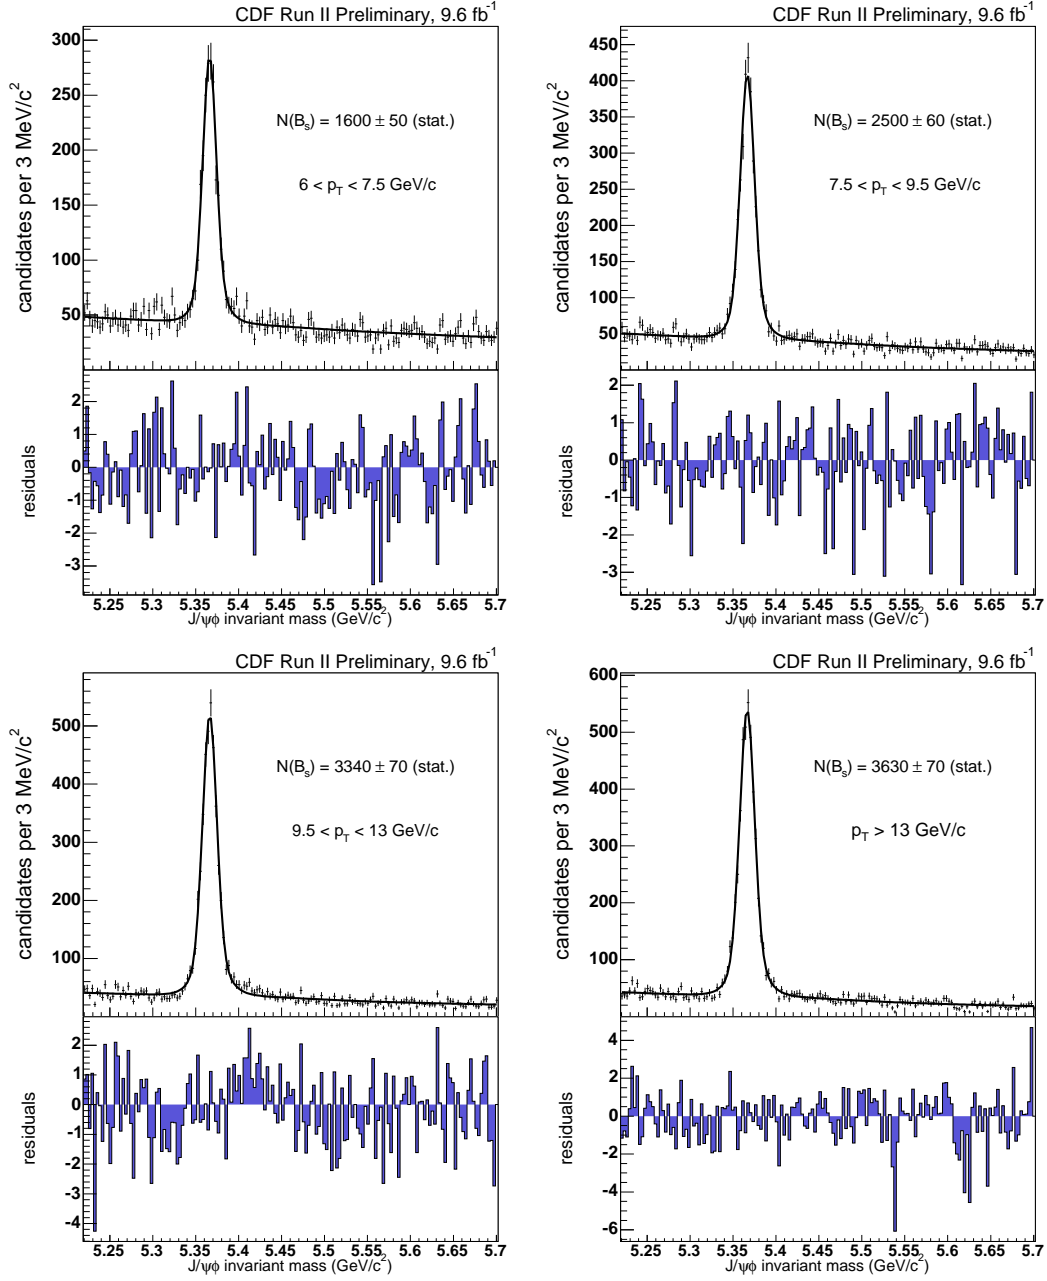 CDF Run II Preliminary, 9.6 fb⁻¹
candidates per 3 MeV/c²
300
250
200
150
100
50
N(Bₛ) = 1600 ± 50 (stat.)
6 < p_T < 7.5 GeV/c
residuals
2
1
0
-1
-2
-3
5.25 5.3 5.35 5.4 5.45 5.5 5.55 5.6 5.65 5.7
J/ψϕ invariant mass (GeV/c²)
CDF Run II Preliminary, 9.6 fb⁻¹
candidates per 3 MeV/c²
450
400
350
300
250
200
150
100
50
N(Bₛ) = 2500 ± 60 (stat.)
7.5 < p_T < 9.5 GeV/c
residuals
2
1
0
-1
-2
-3
5.25 5.3 5.35 5.4 5.45 5.5 5.55 5.6 5.65 5.7
J/ψϕ invariant mass (GeV/c²)
CDF Run II Preliminary, 9.6 fb⁻¹
candidates per 3 MeV/c²
500
400
300
200
100
N(Bₛ) = 3340 ± 70 (stat.)
9.5 < p_T < 13 GeV/c
residuals
2
1
0
-1
-2
-3
-4
5.25 5.3 5.35 5.4 5.45 5.5 5.55 5.6 5.65 5.7
J/ψϕ invariant mass (GeV/c²)
CDF Run II Preliminary, 9.6 fb⁻¹
candidates per 3 MeV/c²
600
500
400
300
200
100
N(Bₛ) = 3630 ± 70 (stat.)
p_T > 13 GeV/c
residuals
4
2
0
-2
-4
-6
5.25 5.3 5.35 5.4 5.45 5.5 5.55 5.6 5.65 5.7
J/ψϕ invariant mass (GeV/c²)